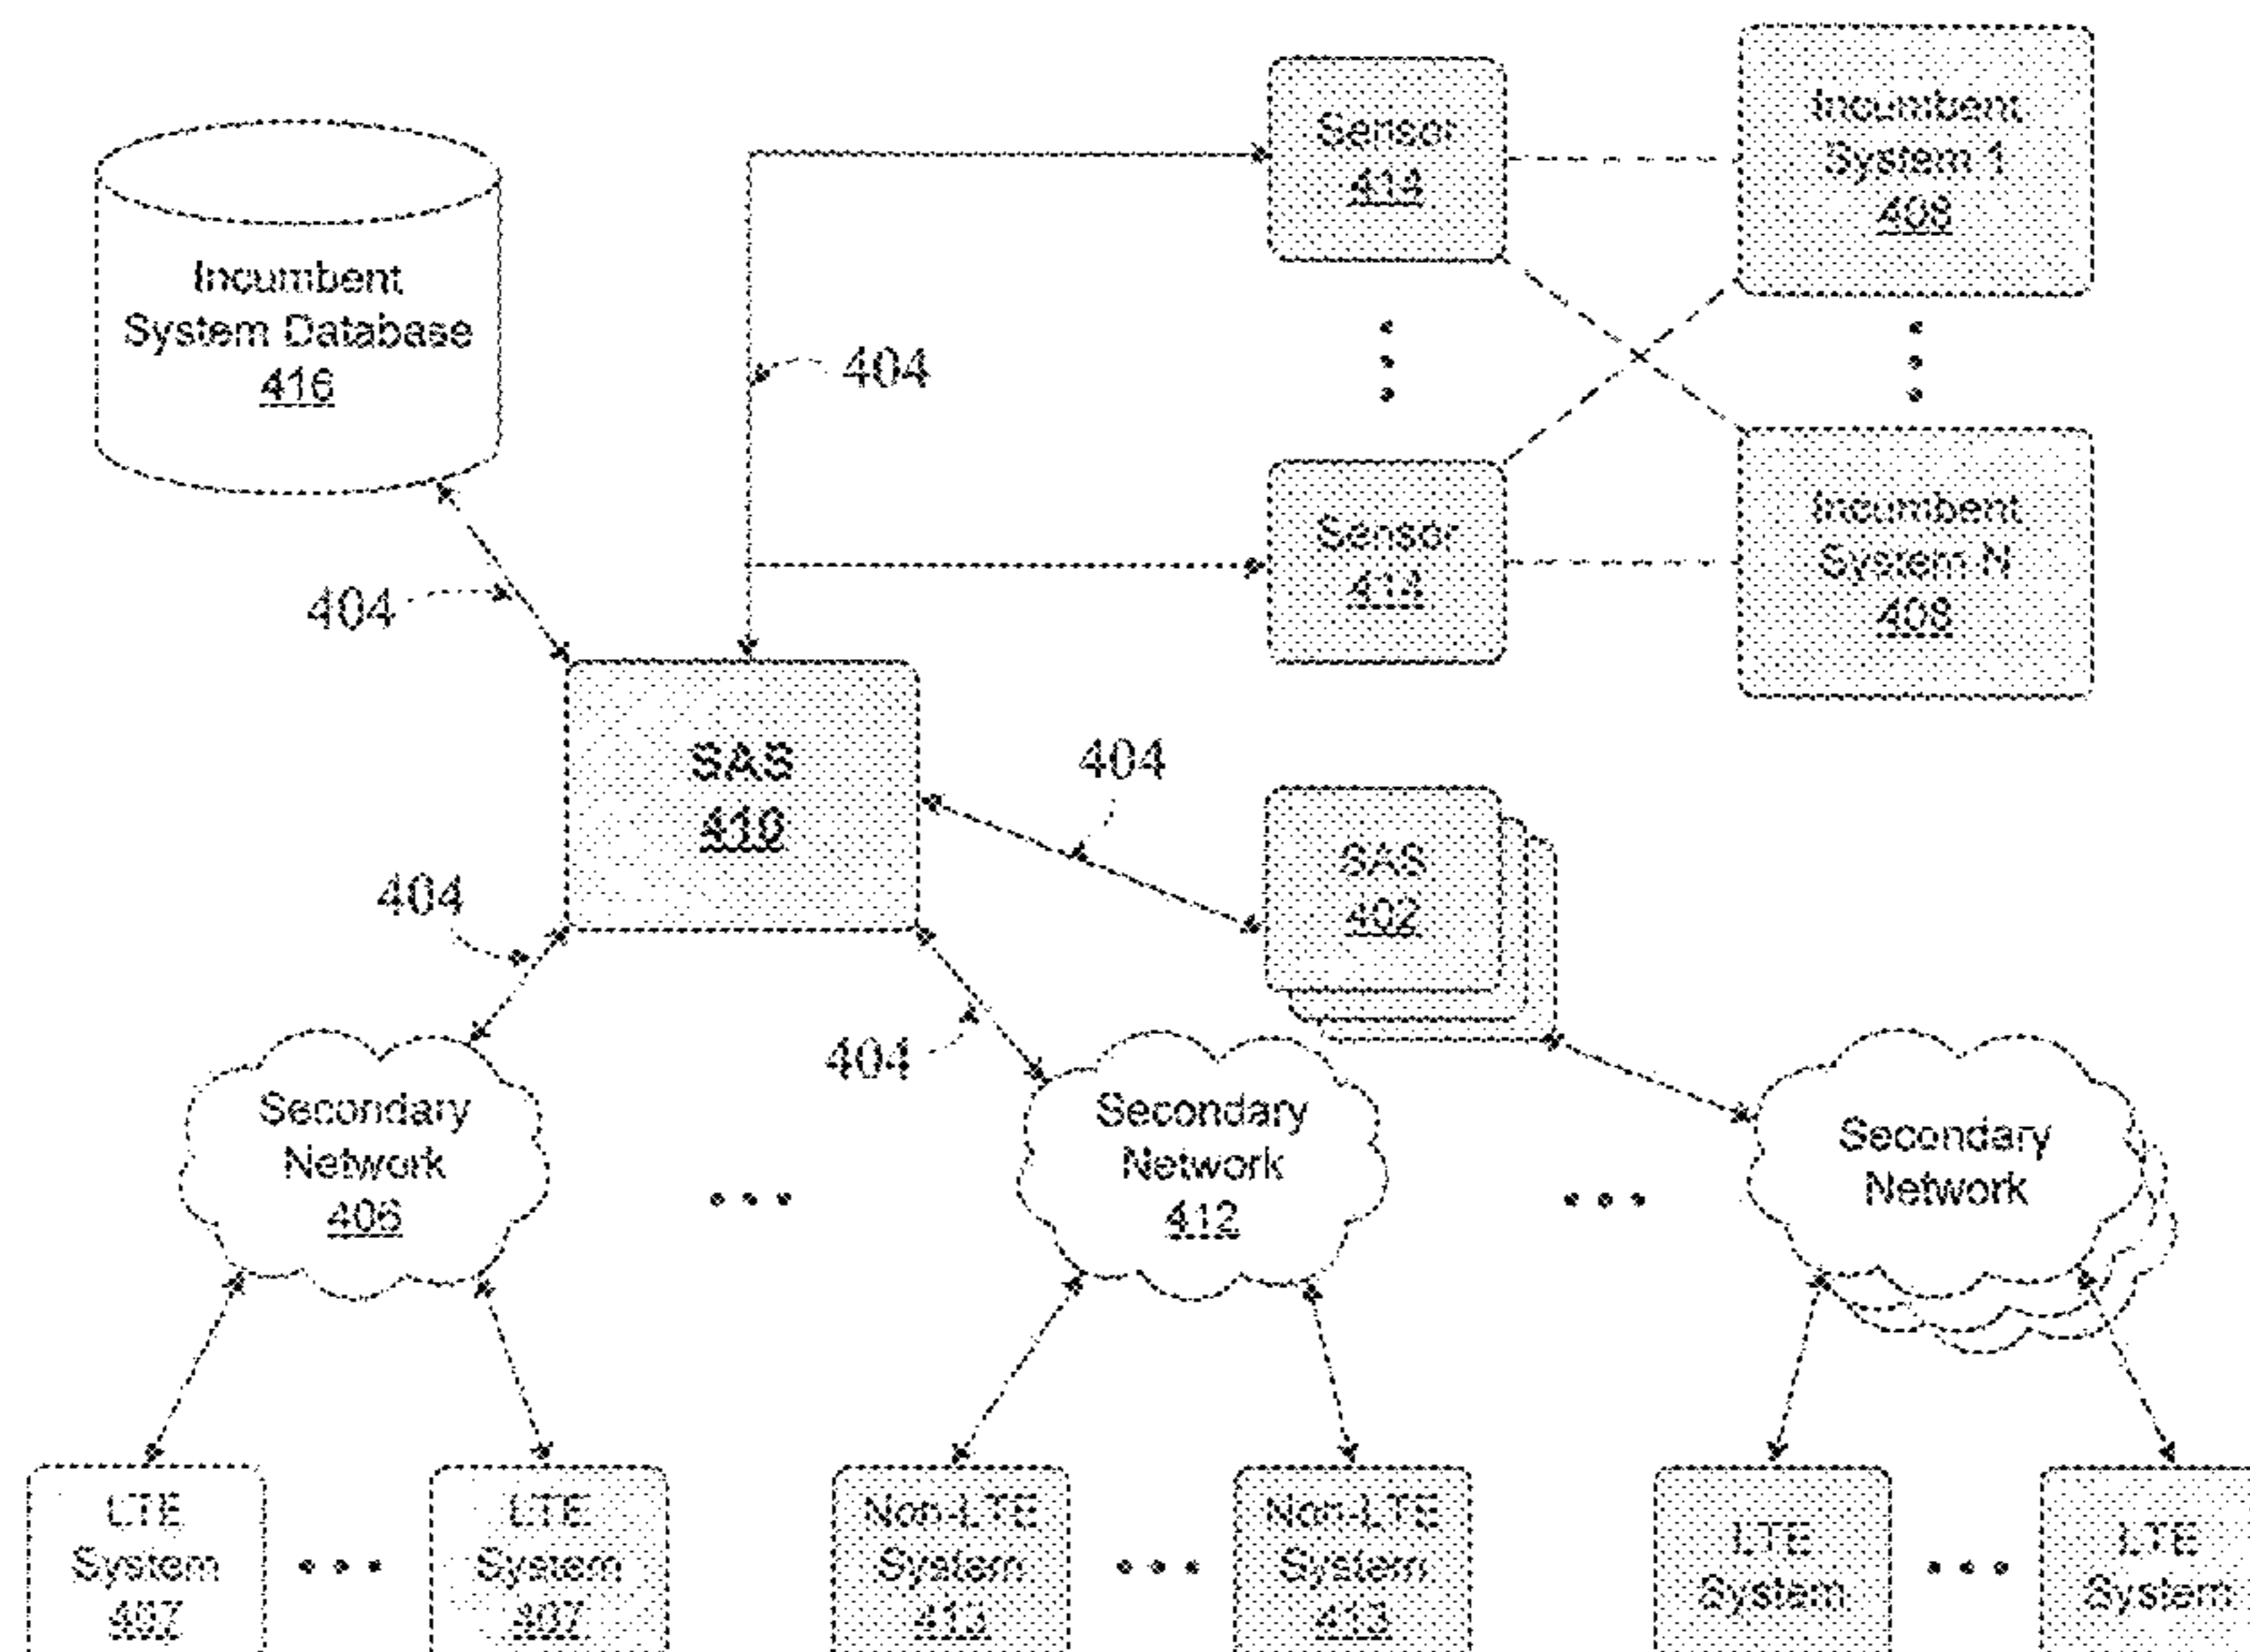 Incumbent
System Database
416
Sensor
414
Incumbent
System 1
408
404
Sensor
414
Incumbent
System N
408
404
SAS
410
404
SAS
402
404
404
Secondary
Network
406
Secondary
Network
412
Secondary
Network
LTE
System
407
LTE
System
407
Non-LTE
System
413
Non-LTE
System
413
LTE
System
LTE
System